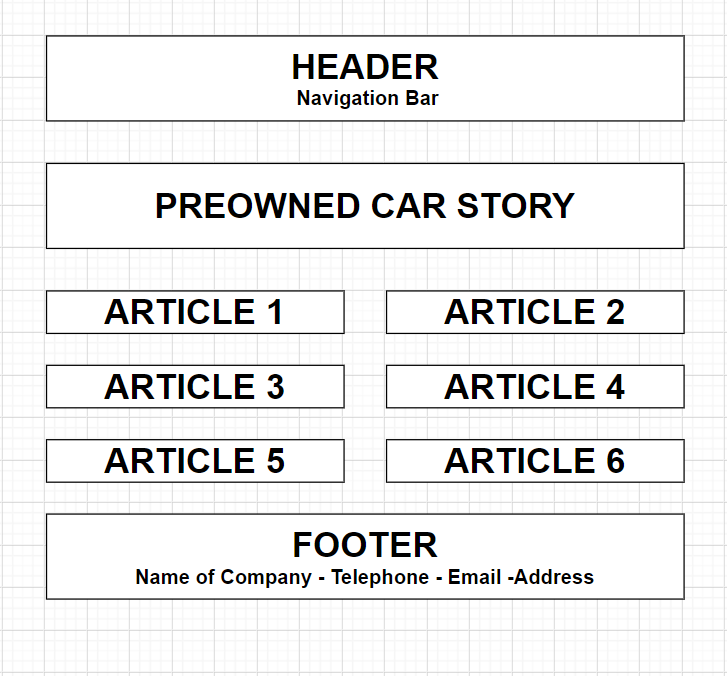 HEADER
Navigation Bar
PREOWNED CAR STORY
ARTICLE 1
ARTICLE 2
ARTICLE 3
ARTICLE 4
ARTICLE 5
ARTICLE 6
FOOTER
Name of Company - Telephone - Email -Address